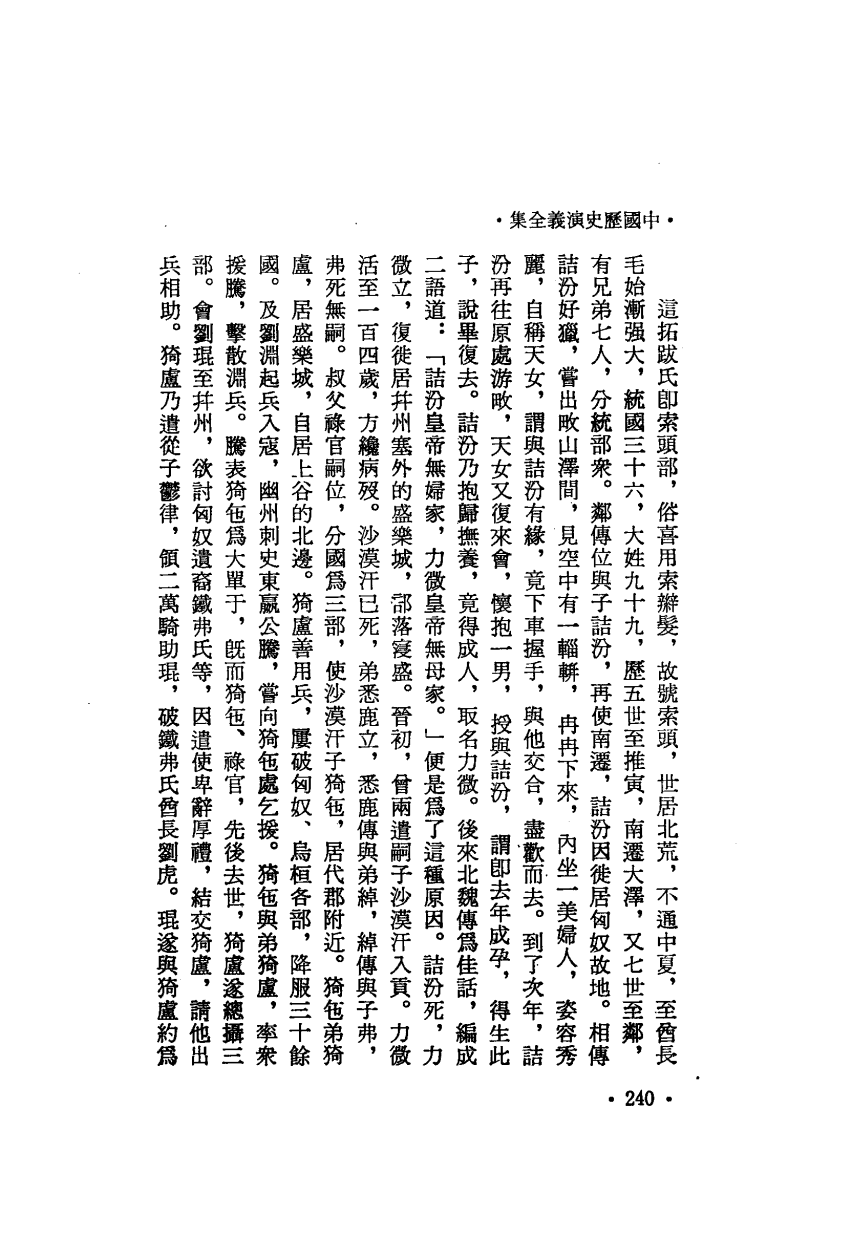 •中國歷史演義全集•
這拓跋氏卽索頭部，俗喜用索辮髮，故號索頭，世居北荒，不通中夏，至酋長
毛始漸强大，統國三十六，大姓九十九，歷五世至推寅，南遷大澤，又七世至鄰，
有兄弟七人，分統部衆。鄰傳位與子詰汾，再使南遷，詰汾因徙居匈奴故地。相傳
詰汾好獵，嘗出畋山澤間，見空中有一輜軿，冉冉下來，內坐一美婦人，姿容秀
麗，自稱天女，謂與詰汾有緣，竟下車握手，與他交合，盡歡而去。到了次年，詰
汾再往原處游畋，天女又復來會，懷抱一男，授與詰汾，謂卽去年成孕，得生此
子，說畢復去。詰汾乃抱歸撫養，竟得成人，取名力微。後來北魏傳爲佳話，編成
二語道：「詰汾皇帝無婦家，力微皇帝無母家。」便是爲了這種原因。詰汾死，力
微立，復徙居幷州塞外的盛樂城，部落寖盛。晉初，曾兩遣嗣子沙漠汗入貢。力微
活至一百四歲，方纔病歿。沙漠汗已死，弟悉鹿立，悉鹿傳與弟綽，綽傳與子弗，
弗死無嗣。叔父祿官嗣位，分國爲三部，使沙漠汗子猗㐌，居代郡附近。猗㐌弟猗
盧，居盛樂城，自居上谷的北邊。猗盧善用兵，屢破匈奴、烏桓各部，降服三十餘
國。及劉淵起兵入寇，幽州刺史東嬴公騰，嘗向猗㐌處乞援。猗㐌與弟猗盧，率衆
援騰，擊散淵兵。騰表猗㐌爲大單于，旣而猗㐌、祿官，先後去世，猗盧遂總攝三
部。會劉琨至幷州，欲討匈奴遺裔鐵弗氏等，因遣使卑辭厚禮，結交猗盧，請他出
兵相助。猗盧乃遣從子鬱律，領二萬騎助琨，破鐵弗氏酋長劉虎。琨遂與猗盧約爲
•240•